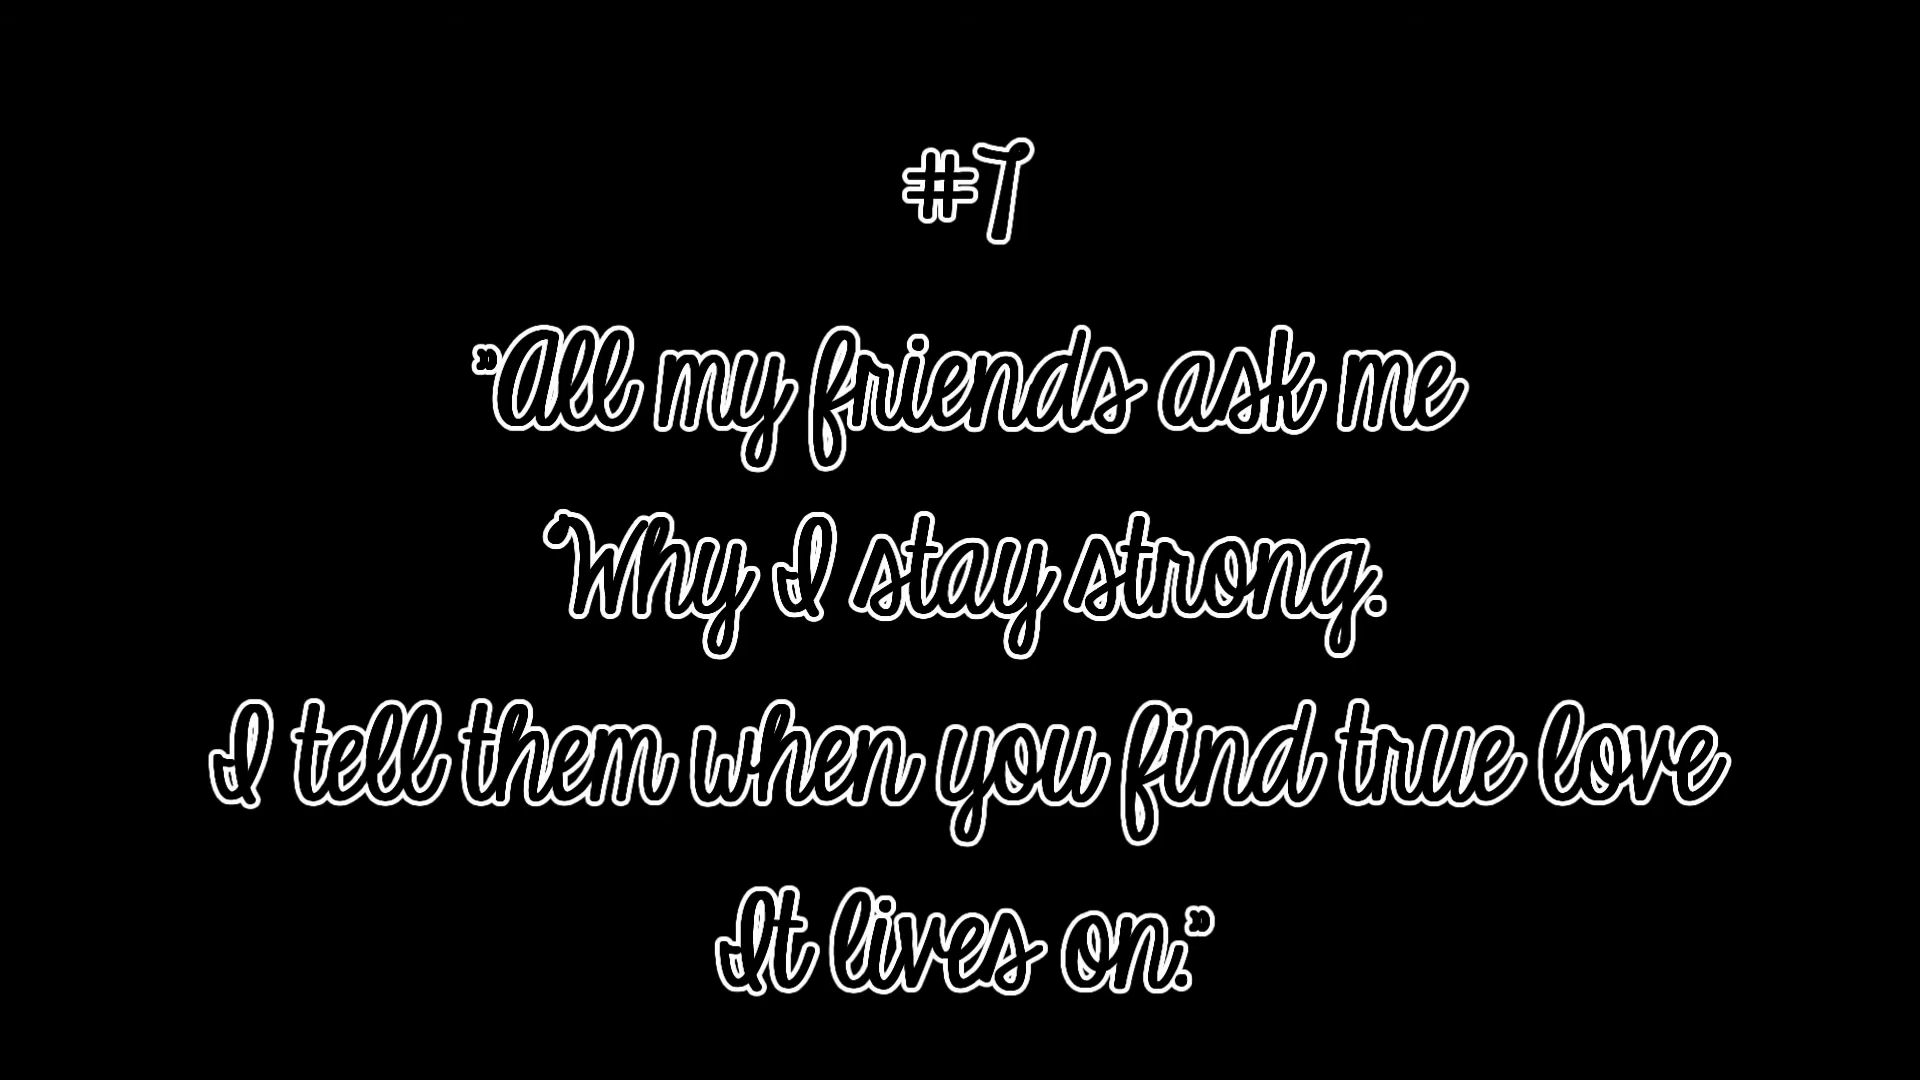 #7
"All my friends ask me
Why I stay strong.
I tell them when you find true love
It lives on."